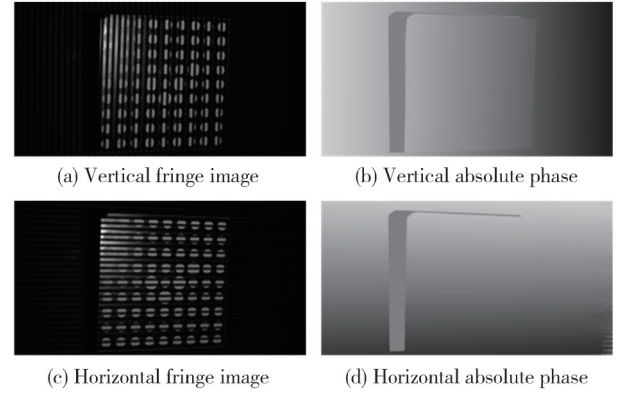 (a) Vertical fringe image
(b) Vertical absolute phase
(c) Horizontal fringe image
(d) Horizontal absolute phase